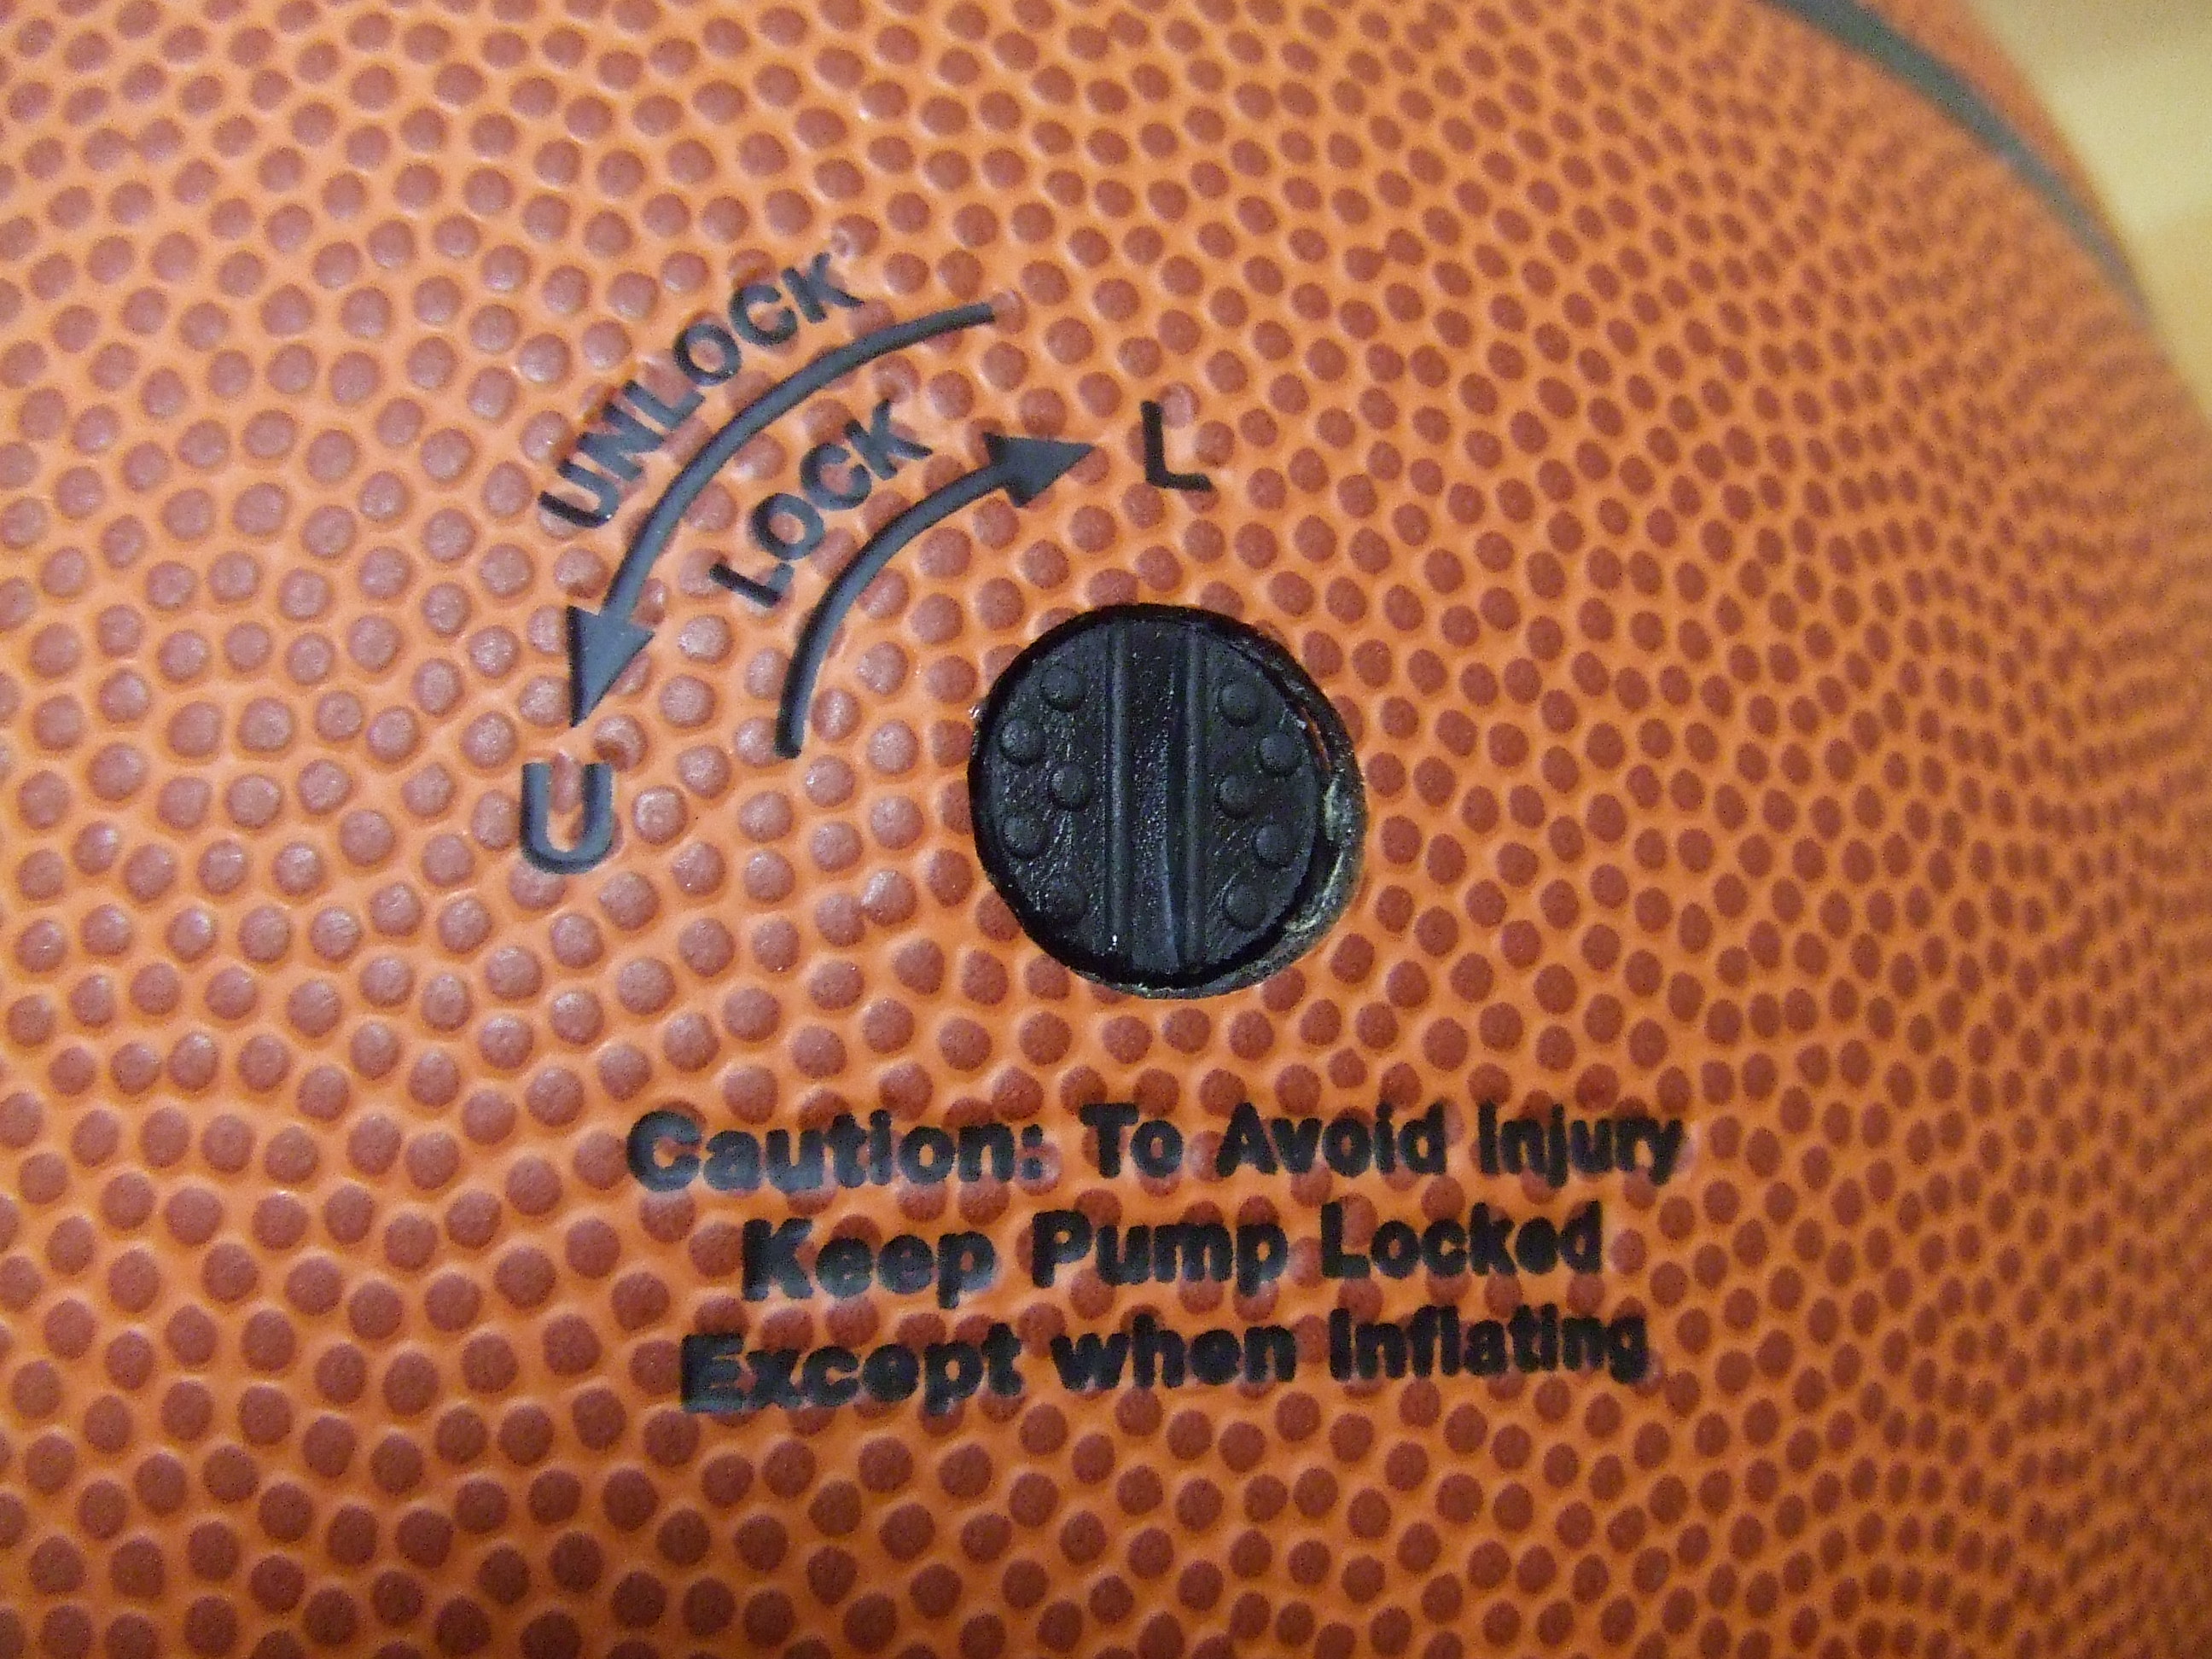 UNLOCK
LOCK
L
U
Caution: To Avoid Injury
Keep Pump Locked
Except when Inflating